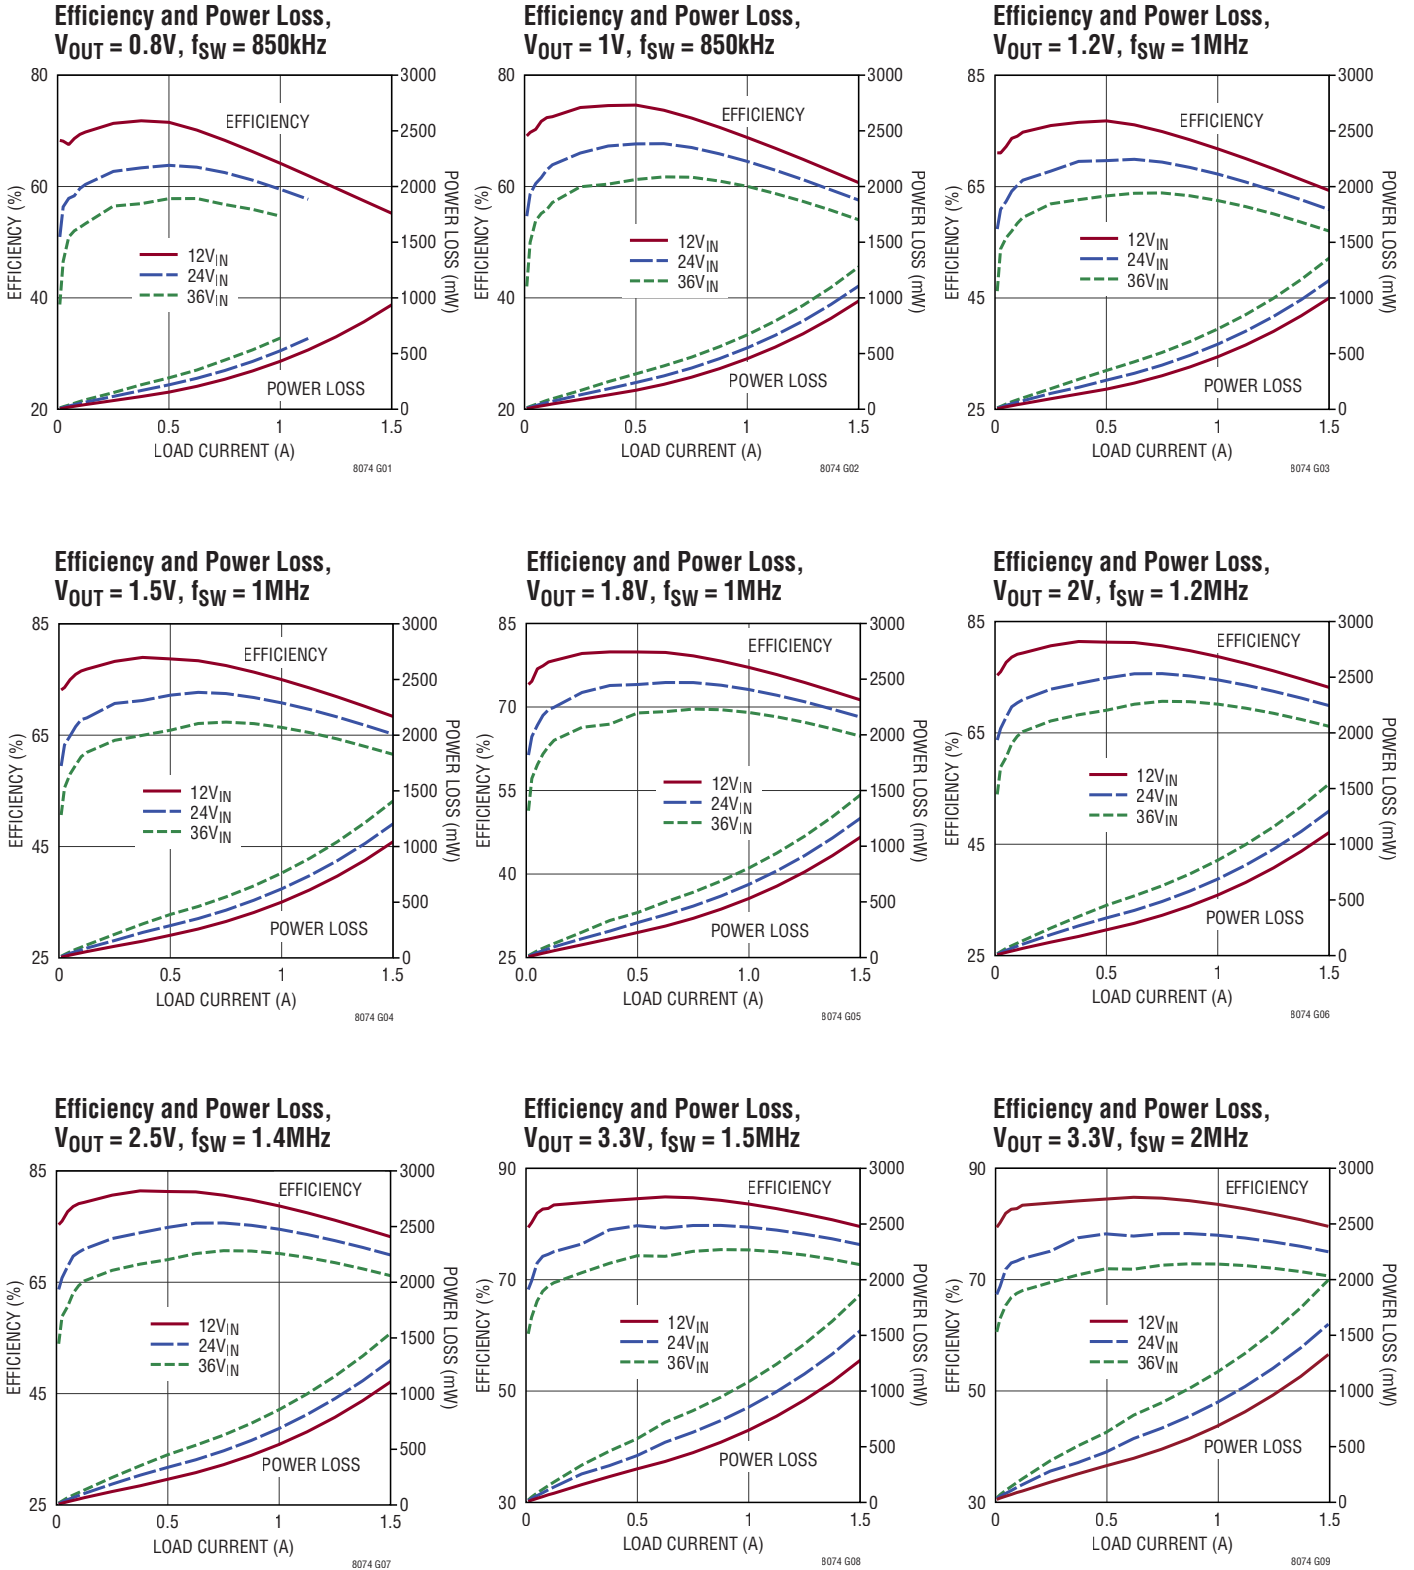 Efficiency and Power Loss,
VOUT = 0.8V, fSW = 850kHz
80
60
40
20
EFFICIENCY (%)
3000
2500
2000
1500
1000
500
0
POWER LOSS (mW)
EFFICIENCY
12VIN
24VIN
36VIN
POWER LOSS
0
0.5
1
1.5
LOAD CURRENT (A)
8074 G01
Efficiency and Power Loss,
VOUT = 1V, fSW = 850kHz
80
60
40
20
EFFICIENCY (%)
3000
2500
2000
1500
1000
500
0
POWER LOSS (mW)
EFFICIENCY
12VIN
24VIN
36VIN
POWER LOSS
0
0.5
1
1.5
LOAD CURRENT (A)
8074 G02
Efficiency and Power Loss,
VOUT = 1.2V, fSW = 1MHz
85
65
45
25
EFFICIENCY (%)
3000
2500
2000
1500
1000
500
0
POWER LOSS (mW)
EFFICIENCY
12VIN
24VIN
36VIN
POWER LOSS
0
0.5
1
1.5
LOAD CURRENT (A)
8074 G03
Efficiency and Power Loss,
VOUT = 1.5V, fSW = 1MHz
85
65
45
25
EFFICIENCY (%)
3000
2500
2000
1500
1000
500
0
POWER LOSS (mW)
EFFICIENCY
12VIN
24VIN
36VIN
POWER LOSS
0
0.5
1
1.5
LOAD CURRENT (A)
8074 G04
Efficiency and Power Loss,
VOUT = 1.8V, fSW = 1MHz
85
70
55
40
25
EFFICIENCY (%)
3000
2500
2000
1500
1000
500
0
POWER LOSS (mW)
EFFICIENCY
12VIN
24VIN
36VIN
POWER LOSS
0.0
0.5
1.0
1.5
LOAD CURRENT (A)
8074 G05
Efficiency and Power Loss,
VOUT = 2V, fSW = 1.2MHz
85
65
45
25
EFFICIENCY (%)
3000
2500
2000
1500
1000
500
0
POWER LOSS (mW)
EFFICIENCY
12VIN
24VIN
36VIN
POWER LOSS
0
0.5
1
1.5
LOAD CURRENT (A)
8074 G06
Efficiency and Power Loss,
VOUT = 2.5V, fSW = 1.4MHz
85
65
45
25
EFFICIENCY (%)
3000
2500
2000
1500
1000
500
0
POWER LOSS (mW)
EFFICIENCY
12VIN
24VIN
36VIN
POWER LOSS
0
0.5
1
1.5
LOAD CURRENT (A)
8074 G07
Efficiency and Power Loss,
VOUT = 3.3V, fSW = 1.5MHz
90
70
50
30
EFFICIENCY (%)
3000
2500
2000
1500
1000
500
0
POWER LOSS (mW)
EFFICIENCY
12VIN
24VIN
36VIN
POWER LOSS
0
0.5
1
1.5
LOAD CURRENT (A)
8074 G08
Efficiency and Power Loss,
VOUT = 3.3V, fSW = 2MHz
90
70
50
30
EFFICIENCY (%)
3000
2500
2000
1500
1000
500
0
POWER LOSS (mW)
EFFICIENCY
12VIN
24VIN
36VIN
POWER LOSS
0
0.5
1
1.5
LOAD CURRENT (A)
8074 G09